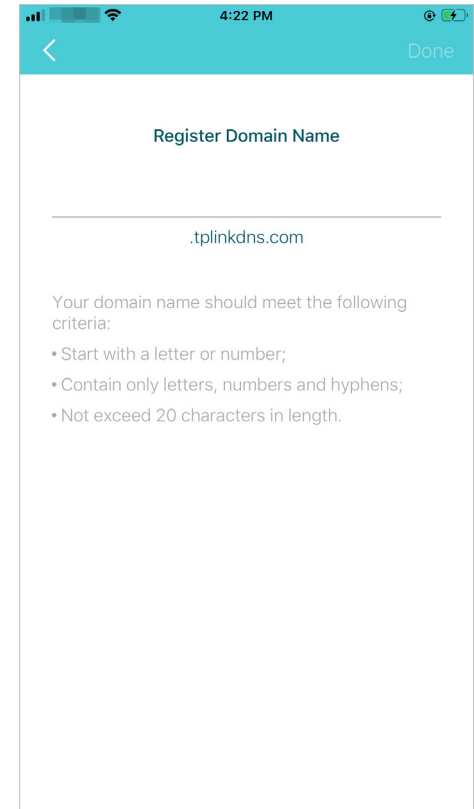 4:22 PM
Done
Register Domain Name
.tplinkdns.com
Your domain name should meet the following
criteria:
• Start with a letter or number;
• Contain only letters, numbers and hyphens;
• Not exceed 20 characters in length.